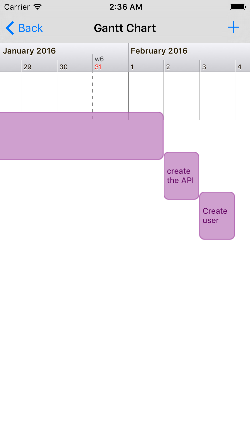 Carrier 2:36 AM
Back Gantt Chart +
January 2016 February 2016
w6
29 30 31 1 2 3 4
create
the API
Create
user